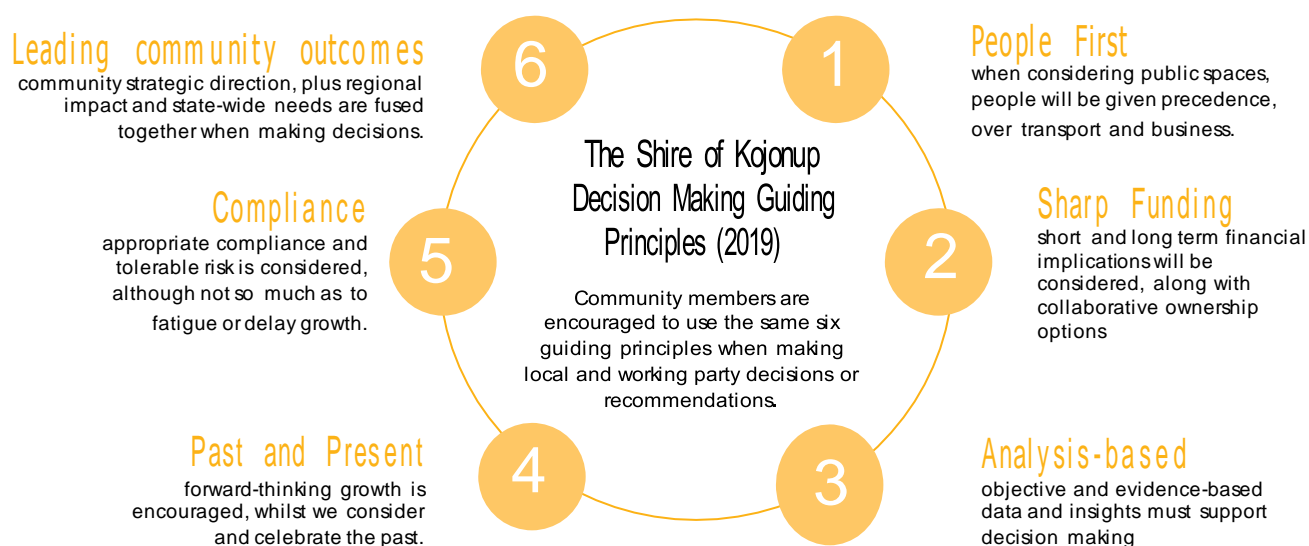 The Shire of Kojonup
Decision Making Guiding
Principles (2019)
Community members are
encouraged to use the same six
guiding principles when making
local and working party decisions or
recommendations.
1
People First
when considering public spaces,
people will be given precedence,
over transport and business.
2
Sharp Funding
short and long term financial
implications will be
considered, along with
collaborative ownership
options
3
Analysis-based
objective and evidence-based
data and insights must support
decision making
4
Past and Present
forward-thinking growth is
encouraged, whilst we consider
and celebrate the past.
5
Compliance
appropriate compliance and
tolerable risk is considered,
although not so much as to
fatigue or delay growth.
6
Leading community outcomes
community strategic direction, plus regional
impact and state-wide needs are fused
together when making decisions.